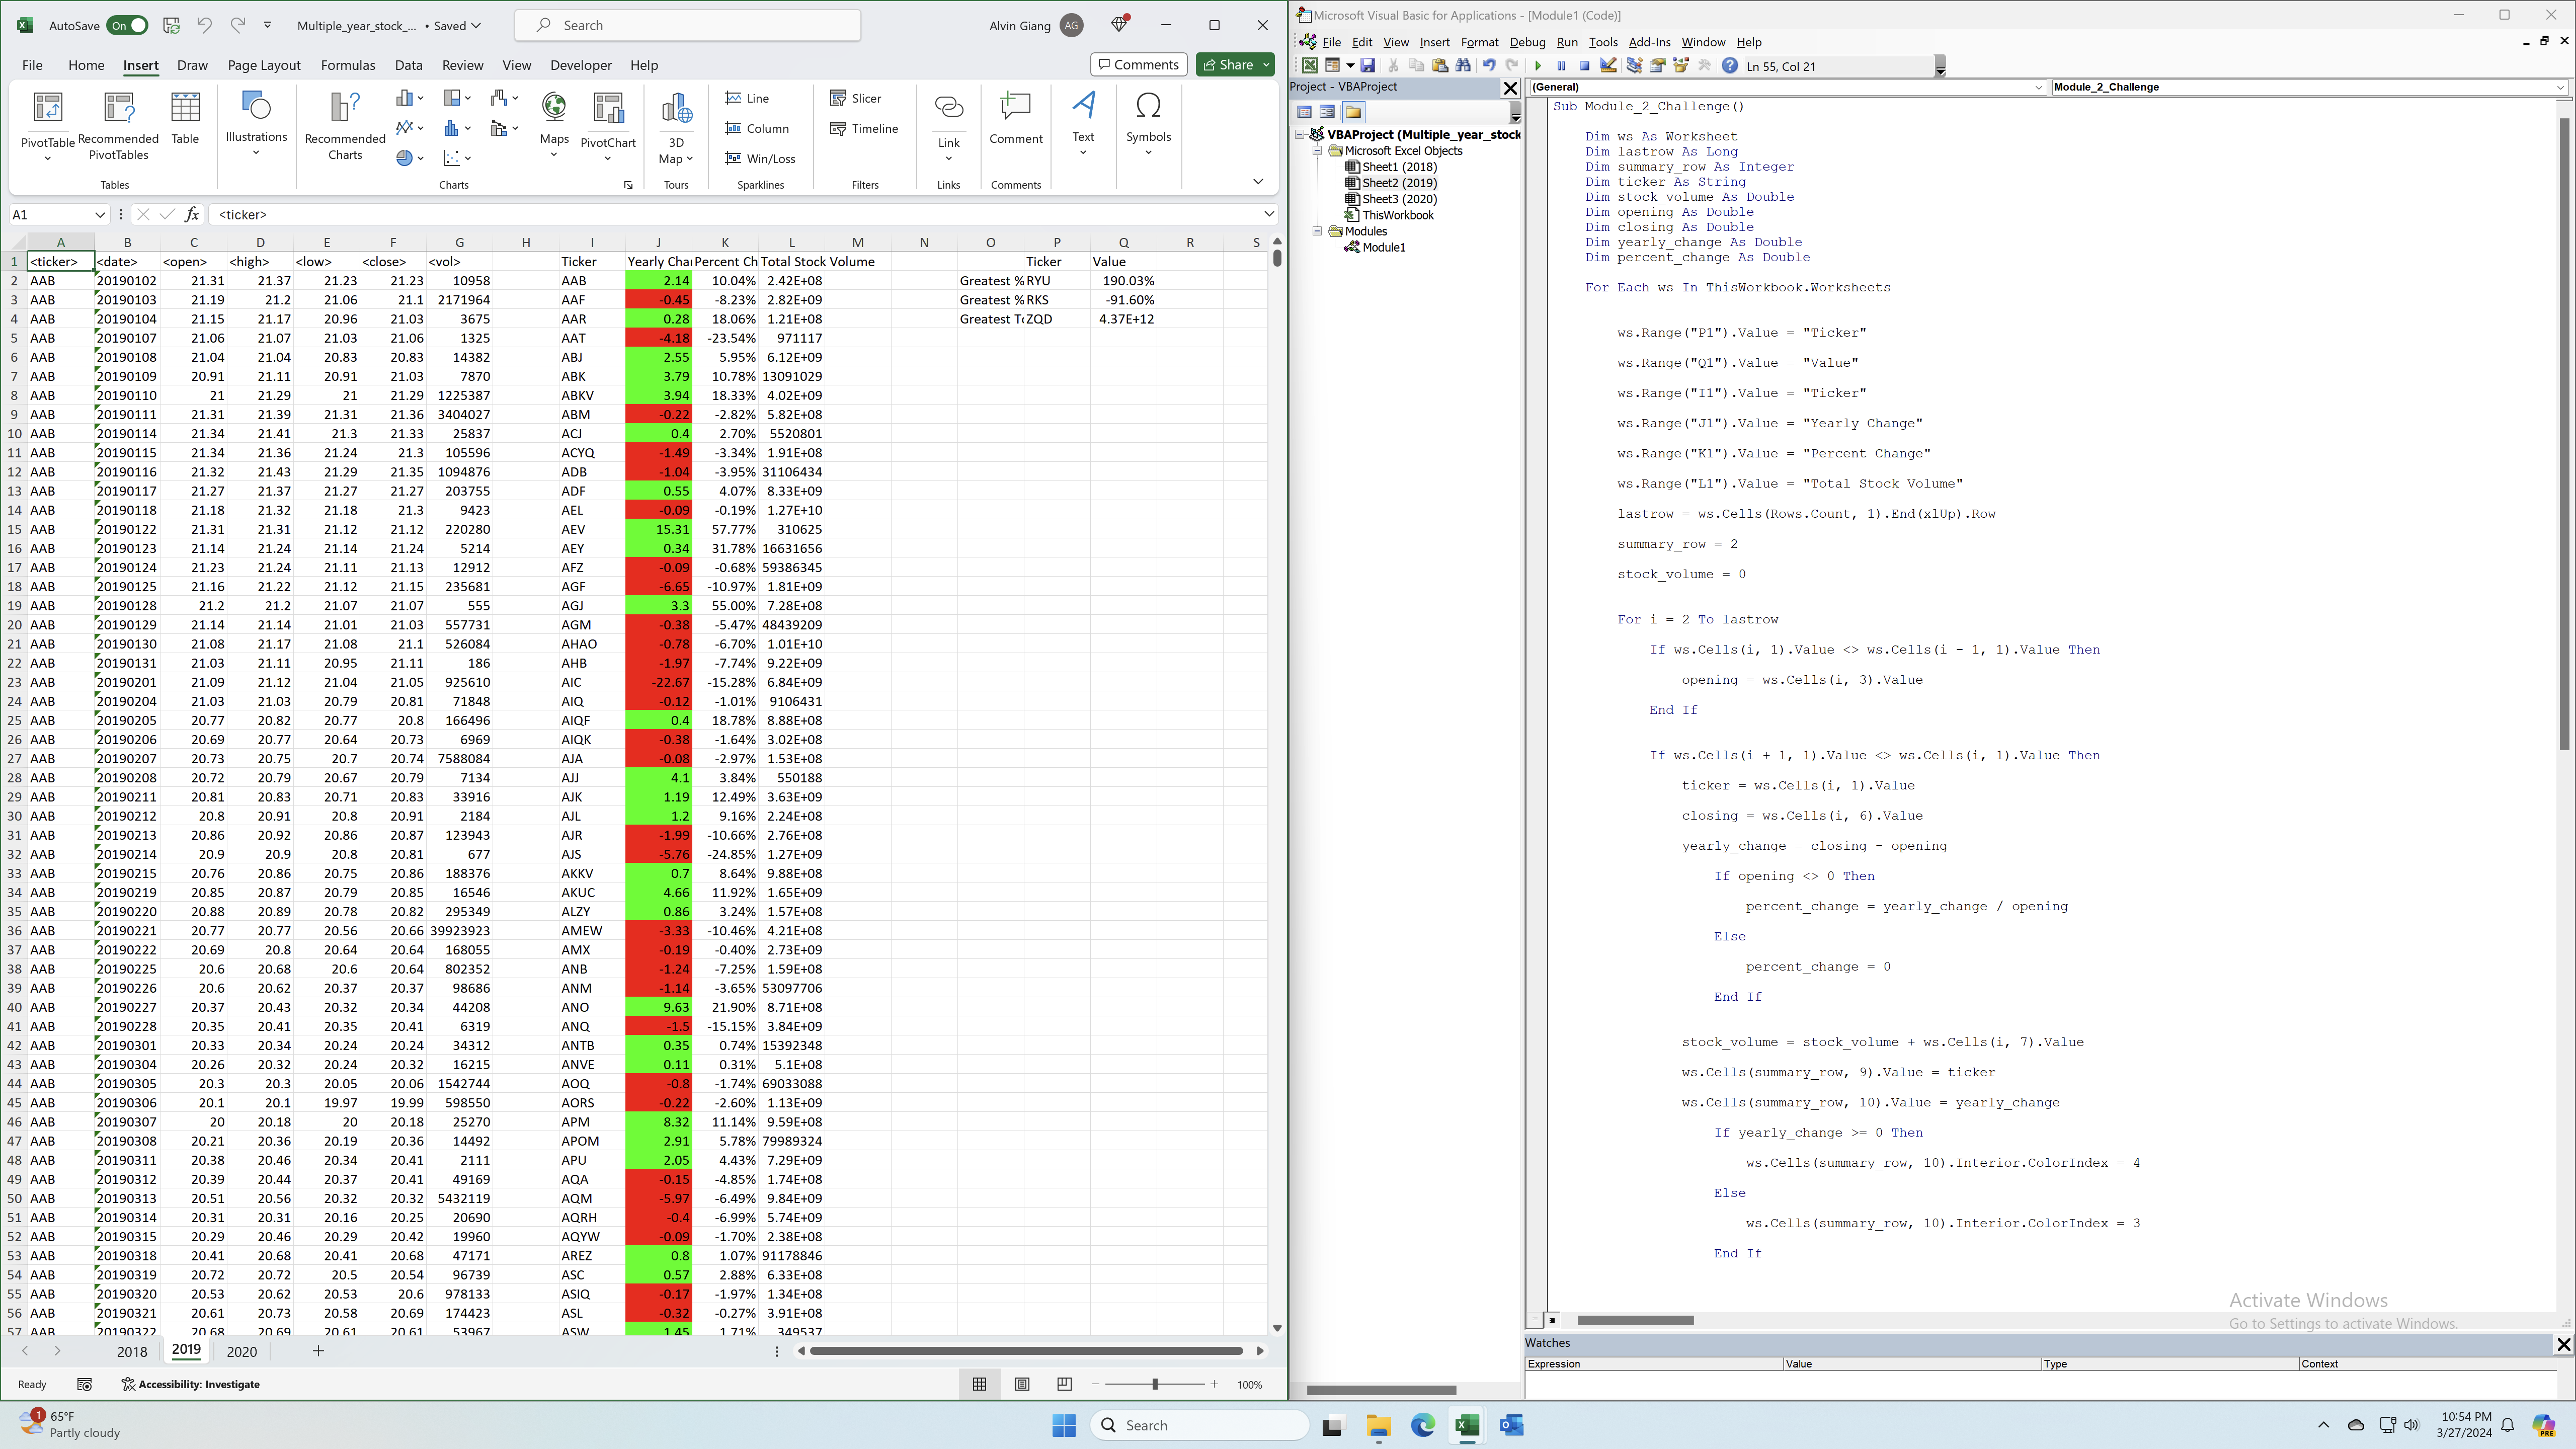 AutoSave On Multiple_year_stock_... • Saved Search Alvin Giang AG
File Home Insert Draw Page Layout Formulas Data Review View Developer Help Comments Share
PivotTable Recommended PivotTables Table Illustrations Recommended Charts Maps PivotChart 3D Map Line Column Win/Loss Slicer Timeline Link Comment Text Symbols
Tables Charts Tours Sparklines Filters Links Comments
A1 fx <ticker>
A B C D E F G H I J K L M N O P Q R S
1 <ticker> <date> <open> <high> <low> <close> <vol> Ticker Yearly Char Percent Ch Total Stock Volume Ticker Value
2 AAB 20190102 21.31 21.37 21.23 21.23 10958 AAB 2.14 10.04% 2.42E+08 Greatest % RYU 190.03%
3 AAB 20190103 21.19 21.2 21.06 21.1 2171964 AAF -0.45 -8.23% 2.82E+09 Greatest % RKS -91.60%
4 AAB 20190104 21.15 21.17 20.96 21.03 3675 AAR 0.28 18.06% 1.21E+08 Greatest To ZQD 4.37E+12
5 AAB 20190107 21.06 21.07 21.03 21.06 1325 AAT -4.18 -23.54% 971117
6 AAB 20190108 21.04 21.04 20.83 20.83 14382 ABJ 2.55 5.95% 6.12E+09
7 AAB 20190109 20.91 21.11 20.91 21.03 7870 ABK 3.79 10.78% 13091029
8 AAB 20190110 21 21.29 21 21.29 1225387 ABKV 3.94 18.33% 4.02E+09
9 AAB 20190111 21.31 21.39 21.31 21.36 3404027 ABM -0.22 -2.82% 5.82E+08
10 AAB 20190114 21.34 21.41 21.3 21.33 25837 ACJ 0.4 2.70% 5520801
11 AAB 20190115 21.34 21.36 21.24 21.3 105596 ACYQ -1.49 -3.34% 1.91E+08
12 AAB 20190116 21.32 21.43 21.29 21.35 1094876 ADB -1.04 -3.95% 31106434
13 AAB 20190117 21.27 21.37 21.27 21.27 203755 ADF 0.55 4.07% 8.33E+09
14 AAB 20190118 21.18 21.32 21.18 21.3 9423 AEL -0.09 -0.19% 1.27E+10
15 AAB 20190122 21.31 21.31 21.12 21.12 220280 AEV 15.31 57.77% 310625
16 AAB 20190123 21.14 21.24 21.14 21.24 5214 AEY 0.34 31.78% 16631656
17 AAB 20190124 21.23 21.24 21.11 21.13 12912 AFZ -0.09 -0.68% 59386345
18 AAB 20190125 21.16 21.22 21.12 21.15 235681 AGF -6.65 -10.97% 1.81E+09
19 AAB 20190128 21.2 21.2 21.07 21.07 555 AGJ 3.3 55.00% 7.28E+08
20 AAB 20190129 21.14 21.14 21.01 21.03 557731 AGM -0.38 -5.47% 48439209
21 AAB 20190130 21.08 21.17 21.08 21.1 526084 AHAO -0.78 -6.70% 1.01E+10
22 AAB 20190131 21.03 21.11 20.95 21.11 186 AHB -1.97 -7.74% 9.22E+09
23 AAB 20190201 21.09 21.12 21.04 21.05 925610 AIC -22.67 -15.28% 6.84E+09
24 AAB 20190204 21.03 21.03 20.79 20.81 71848 AIQ -0.12 -1.01% 9106431
25 AAB 20190205 20.77 20.82 20.77 20.8 166496 AIQF 0.4 18.78% 8.88E+08
26 AAB 20190206 20.69 20.77 20.64 20.73 6969 AIQK -0.38 -1.64% 3.02E+08
27 AAB 20190207 20.73 20.75 20.7 20.74 7588084 AJA -0.08 -2.97% 1.53E+08
28 AAB 20190208 20.72 20.79 20.67 20.79 7134 AJJ 4.1 3.84% 550188
29 AAB 20190211 20.81 20.83 20.71 20.83 33916 AJK 1.19 12.49% 3.63E+09
30 AAB 20190212 20.8 20.91 20.8 20.91 2184 AJL 1.2 9.16% 2.24E+08
31 AAB 20190213 20.86 20.92 20.86 20.87 123943 AJR -1.99 -10.66% 2.76E+08
32 AAB 20190214 20.9 20.9 20.8 20.81 677 AJS -5.76 -24.85% 1.27E+09
33 AAB 20190215 20.76 20.86 20.75 20.86 188376 AKKV 0.7 8.64% 9.88E+08
34 AAB 20190219 20.85 20.87 20.79 20.85 16546 AKUC 4.66 11.92% 1.65E+09
35 AAB 20190220 20.88 20.89 20.78 20.82 295349 ALZY 0.86 3.24% 1.57E+08
36 AAB 20190221 20.77 20.77 20.56 20.66 39923923 AMEW -3.33 -10.46% 4.21E+08
37 AAB 20190222 20.69 20.8 20.64 20.64 168055 AMX -0.19 -0.40% 2.73E+09
38 AAB 20190225 20.6 20.68 20.6 20.64 802352 ANB -1.24 -7.25% 1.59E+08
39 AAB 20190226 20.6 20.62 20.37 20.37 98686 ANM -1.14 -3.65% 53097706
40 AAB 20190227 20.37 20.43 20.32 20.34 44208 ANO 9.63 21.90% 8.71E+08
41 AAB 20190228 20.35 20.41 20.35 20.41 6319 ANQ -1.5 -15.15% 3.84E+09
42 AAB 20190301 20.33 20.34 20.24 20.24 34312 ANTB 0.35 0.74% 15392348
43 AAB 20190304 20.26 20.32 20.24 20.32 16215 ANVE 0.11 0.31% 5.1E+08
44 AAB 20190305 20.3 20.3 20.05 20.06 1542744 AOQ -0.8 -1.74% 69033088
45 AAB 20190306 20.1 20.1 19.97 19.99 598550 AORS -0.22 -2.60% 1.13E+09
46 AAB 20190307 20 20.18 20 20.18 25270 APM 8.32 11.14% 9.59E+08
47 AAB 20190308 20.21 20.36 20.19 20.36 14492 APOM 2.91 5.78% 79989324
48 AAB 20190311 20.38 20.46 20.34 20.41 2111 APU 2.05 4.43% 7.29E+09
49 AAB 20190312 20.39 20.44 20.37 20.41 49169 AQA -0.15 -4.85% 1.74E+08
50 AAB 20190313 20.51 20.56 20.32 20.32 5432119 AQM -5.97 -6.49% 9.84E+09
51 AAB 20190314 20.31 20.31 20.16 20.25 20690 AQRH -0.4 -6.99% 5.74E+09
52 AAB 20190315 20.29 20.46 20.29 20.42 19960 AQYW -0.09 -1.70% 2.38E+08
53 AAB 20190318 20.41 20.68 20.41 20.68 47171 AREZ 0.8 1.07% 91178846
54 AAB 20190319 20.72 20.72 20.5 20.54 96739 ASC 0.57 2.88% 6.33E+08
55 AAB 20190320 20.53 20.62 20.53 20.6 978133 ASIQ -0.17 -1.97% 1.34E+08
56 AAB 20190321 20.61 20.73 20.58 20.69 174423 ASL -0.32 -0.27% 3.91E+08
57 AAB 20190322 20.68 20.69 20.61 20.61 53967 ASW 1.45 1.71% 349537
2018 2019 2020
Ready Accessibility: Investigate 100%
Microsoft Visual Basic for Applications - [Module1 (Code)]
File Edit View Insert Format Debug Run Tools Add-Ins Window Help
Ln 55, Col 21
Project - VBAProject
VBAProject (Multiple_year_stock
Microsoft Excel Objects
Sheet1 (2018)
Sheet2 (2019)
Sheet3 (2020)
ThisWorkbook
Modules
Module1
(General) Module_2_Challenge
Sub Module_2_Challenge()
Dim ws As Worksheet
Dim lastrow As Long
Dim summary_row As Integer
Dim ticker As String
Dim stock_volume As Double
Dim opening As Double
Dim closing As Double
Dim yearly_change As Double
Dim percent_change As Double
For Each ws In ThisWorkbook.Worksheets
ws.Range("P1").Value = "Ticker"
ws.Range("Q1").Value = "Value"
ws.Range("I1").Value = "Ticker"
ws.Range("J1").Value = "Yearly Change"
ws.Range("K1").Value = "Percent Change"
ws.Range("L1").Value = "Total Stock Volume"
lastrow = ws.Cells(Rows.Count, 1).End(xlUp).Row
summary_row = 2
stock_volume = 0
For i = 2 To lastrow
If ws.Cells(i, 1).Value <> ws.Cells(i - 1, 1).Value Then
opening = ws.Cells(i, 3).Value
End If
If ws.Cells(i + 1, 1).Value <> ws.Cells(i, 1).Value Then
ticker = ws.Cells(i, 1).Value
closing = ws.Cells(i, 6).Value
yearly_change = closing - opening
If opening <> 0 Then
percent_change = yearly_change / opening
Else
percent_change = 0
End If
stock_volume = stock_volume + ws.Cells(i, 7).Value
ws.Cells(summary_row, 9).Value = ticker
ws.Cells(summary_row, 10).Value = yearly_change
If yearly_change >= 0 Then
ws.Cells(summary_row, 10).Interior.ColorIndex = 4
Else
ws.Cells(summary_row, 10).Interior.ColorIndex = 3
End If
Activate Windows
Go to Settings to activate Windows.
Watches
Expression Value Type Context
1 65°F
Partly cloudy
Search
10:54 PM
3/27/2024
PRE